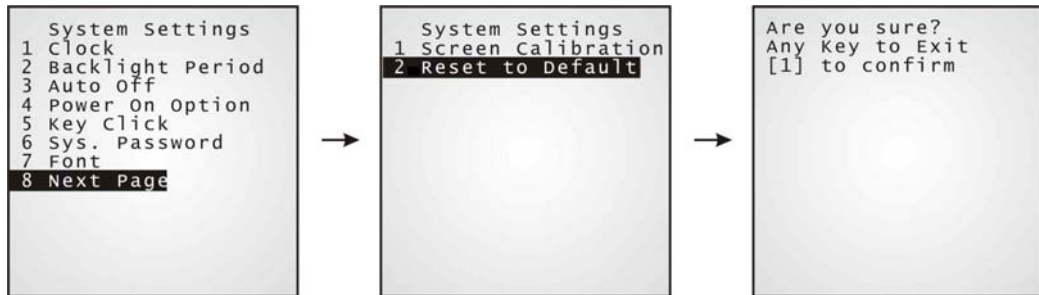 System Settings
1 Clock
2 Backlight Period
3 Auto Off
4 Power On Option
5 Key Click
6 Sys. Password
7 Font
8 Next Page
System Settings
1 Screen Calibration
2 Reset to Default
Are you sure?
Any Key to Exit
[1] to confirm